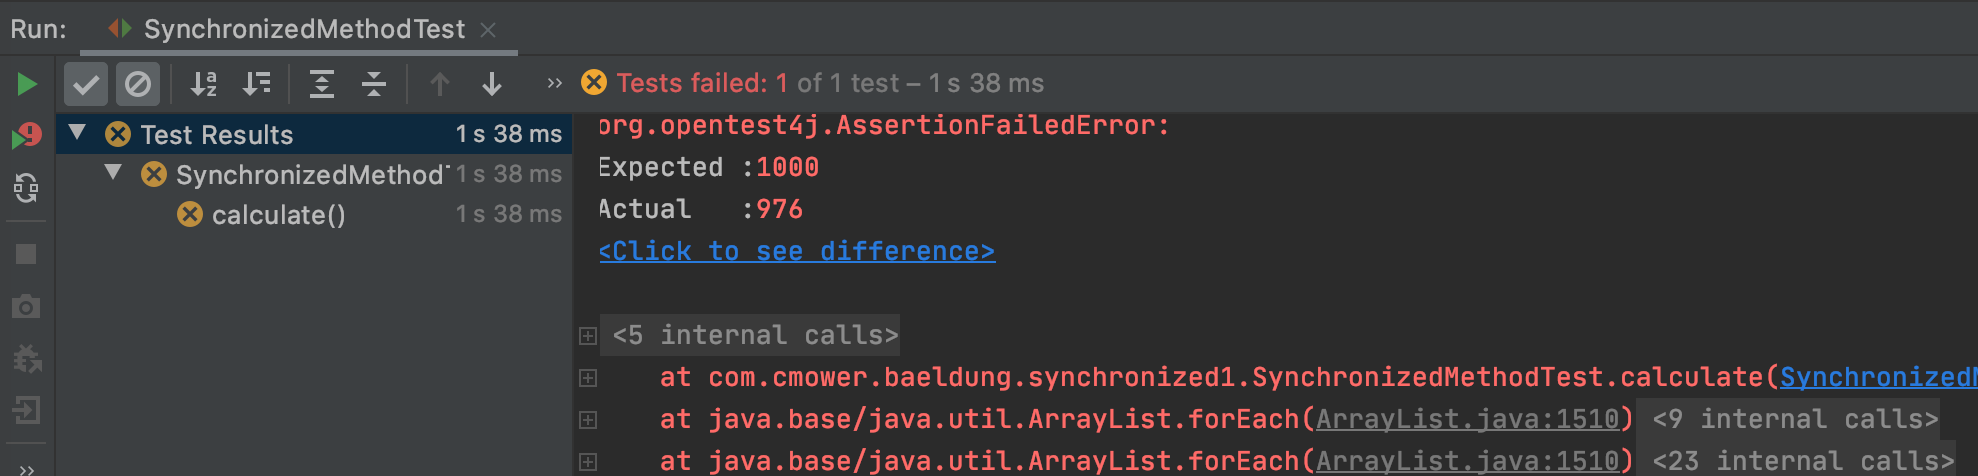 Run: SynchronizedMethodTest
Tests failed: 1 of 1 test – 1 s 38 ms
Test Results 1 s 38 ms
SynchronizedMethod 1 s 38 ms
calculate() 1 s 38 ms
org.opentest4j.AssertionFailedError:
Expected :1000
Actual   :976
<Click to see difference>
<5 internal calls>
at com.cmower.baeldung.synchronized1.SynchronizedMethodTest.calculate(Synchronized
at java.base/java.util.ArrayList.forEach(ArrayList.java:1510) <9 internal calls>
at java.base/java.util.ArrayList.forEach(ArrayList.java:1510) <23 internal calls>